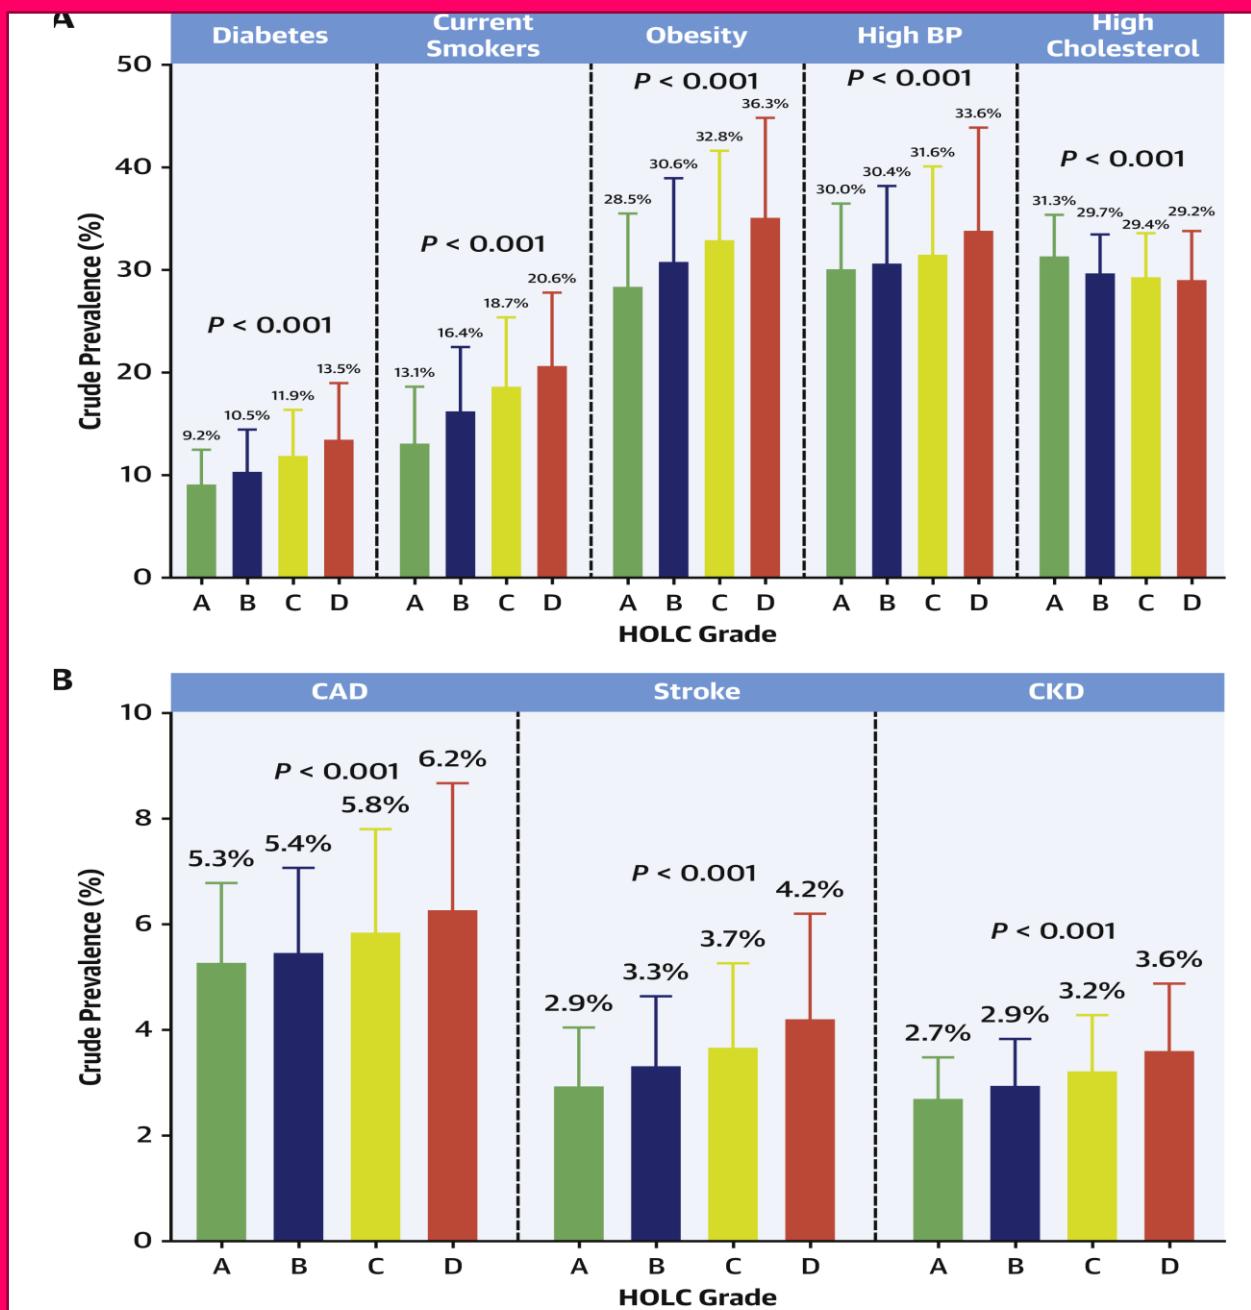 A
Diabetes
Current
Smokers
Obesity
High BP
High
Cholesterol
Crude Prevalence (%)
50
40
30
20
10
0
P < 0.001
9.2%
10.5%
11.9%
13.5%
P < 0.001
13.1%
16.4%
18.7%
20.6%
P < 0.001
28.5%
30.6%
32.8%
36.3%
P < 0.001
30.0%
30.4%
31.6%
33.6%
P < 0.001
31.3%
29.7%
29.4%
29.2%
A B C D A B C D A B C D A B C D A B C D
HOLC Grade
B
CAD
Stroke
CKD
Crude Prevalence (%)
10
8
6
4
2
0
P < 0.001
5.3%
5.4%
5.8%
6.2%
P < 0.001
2.9%
3.3%
3.7%
4.2%
P < 0.001
2.7%
2.9%
3.2%
3.6%
A B C D A B C D A B C D
HOLC Grade